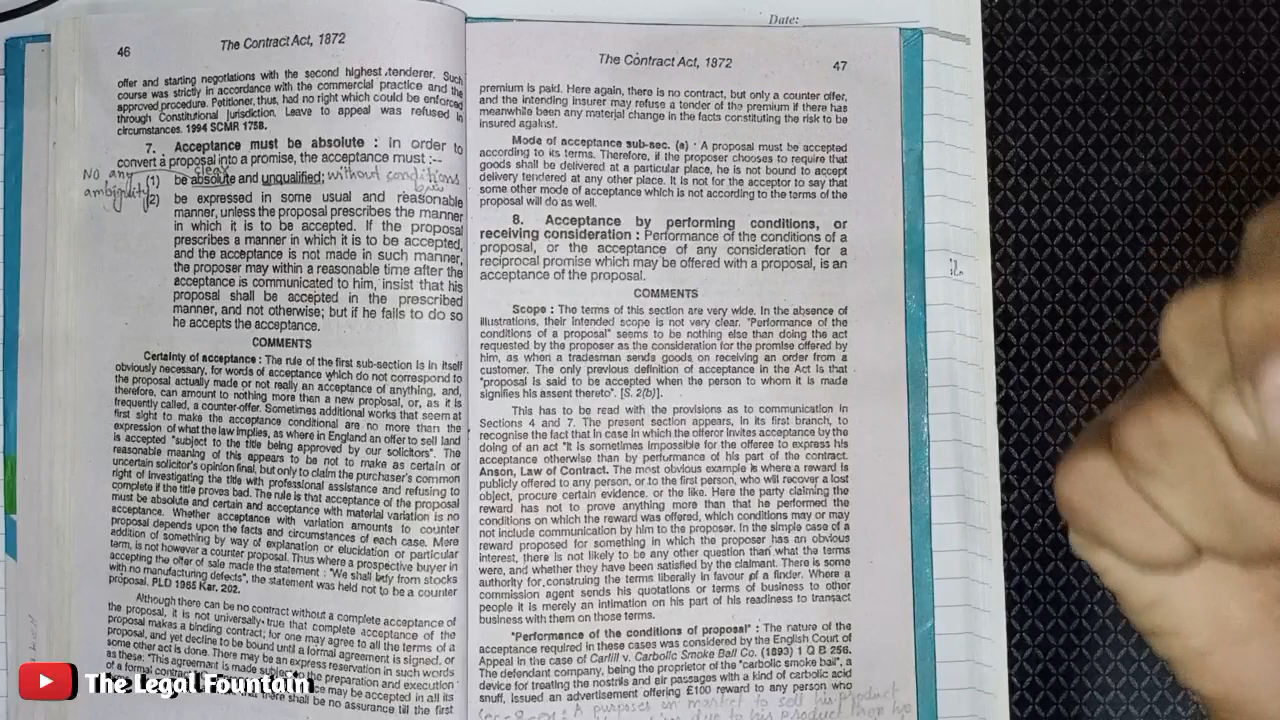 46
The Contract Act, 1872
offer and starting negotiations with the second highest tenderer. Such
course was strictly in accordance with the commercial practice and the
approved procedure. Petitioner, thus, had no right which could be enforced
through Constitutional Jurisdiction. Leave to appeal was refused in
circumstances. 1994 SCMR 1758.
7. Acceptance must be absolute : In order to
convert a proposal into a promise, the acceptance must :--
clear
No any
ambiguity
(1) be absolute and unqualified; without conditions
(2) be expressed in some usual and reasonable
manner, unless the proposal prescribes the manner
in which it is to be accepted. If the proposal
prescribes a manner in which it is to be accepted,
and the acceptance is not made in such manner,
the proposer may within a reasonable time after the
acceptance is communicated to him, insist that his
proposal shall be accepted in the prescribed
manner, and not otherwise; but if he fails to do so
he accepts the acceptance.
COMMENTS
Certainty of acceptance : The rule of the first sub-section is in itself
obviously necessary, for words of acceptance which do not correspond to
the proposal actually made or not really an acceptance of anything, and,
therefore, can amount to nothing more than a new proposal, or, as it is
frequently called, a counter-offer. Sometimes additional works that seem at
first sight to make the acceptance conditional are no more than the
expression of what the law implies, as where in England an offer to sell land
is accepted "subject to the title being approved by our solicitors". The
reasonable meaning of this appears to be not to make as certain or
uncertain solicitor's opinion final, but only to claim the purchaser's common
right of investigating the title with professional assistance and refusing to
complete if the title proves bad. The rule is that acceptance of the proposal
must be absolute and certain and acceptance with material variation is no
acceptance. Whether acceptance with variation amounts to counter
proposal depends upon the facts and circumstances of each case. Mere
addition of something by way of explanation or elucidation or particular
term, is not however a counter proposal. Thus where a prospective buyer in
accepting the offer of sale made the statement : "We shall buy from stocks
with no manufacturing defects", the statement was held not to be a counter
proposal. PLD 1965 Kar. 202.
Although there can be no contract without a complete acceptance of
the proposal, it is not universally true that complete acceptance of the
proposal makes a binding contract; for one may agree to all the terms of a
proposal, and yet decline to be bound until a formal agreement is signed, or
some other act is done. There may be an express reservation in such words
as these: "This agreement is made subject to the preparation and execution
of a formal contract may be accepted in all its
there shall be no assurance till the first
Date:
The Contract Act, 1872
47
premium is paid. Here again, there is no contract, but only a counter offer,
and the intending insurer may refuse a tender of the premium if there has
meanwhile been any material change in the facts constituting the risk to be
insured against.
Mode of acceptance sub-sec. (a) : A proposal must be accepted
according to its terms. Therefore, if the proposer chooses to require that
goods shall be delivered at a particular place, he is not bound to accept
delivery tendered at any other place. It is not for the acceptor to say that
some other mode of acceptance which is not according to the terms of the
proposal will do as well.
8. Acceptance by performing conditions, or
receiving consideration : Performance of the conditions of a
proposal, or the acceptance of any consideration for a
reciprocal promise which may be offered with a proposal, is an
acceptance of the proposal.
COMMENTS
Scope : The terms of this section are very wide. In the absence of
illustrations, their intended scope is not very clear. "Performance of the
conditions of a proposal" seems to be nothing else than doing the act
requested by the proposer as the consideration for the promise offered by
him, as when a tradesman sends goods on receiving an order from a
customer. The only previous definition of acceptance in the Act is that
"proposal is said to be accepted when the person to whom it is made
signifies his assent thereto". [S. 2(b)].
This has to be read with the provisions as to communication in
Sections 4 and 7. The present section appears, in its first branch, to
recognise the fact that in case in which the offeror invites acceptance by the
doing of an act "it is sometimes impossible for the offeree to express his
acceptance otherwise than by performance of his part of the contract.
Anson, Law of Contract. The most obvious example is where a reward is
publicly offered to any person, or to the first person, who will recover a lost
object, procure certain evidence. or the like. Here the party claiming the
reward has not to prove anything more than that he performed the
conditions on which the reward was offered, which conditions may or may
not include communication by him to the proposer. In the simple case of a
reward proposed for something in which the proposer has an obvious
interest, there is not likely to be any other question than what the terms
were, and whether they have been satisfied by the claimant. There is some
authority for construing the terms liberally in favour of a finder. Where a
commission agent sends his quotations or terms of business to other
people it is merely an intimation on his part of his readiness to transact
business with them on those terms.
"Performance of the conditions of proposal" : The nature of the
acceptance required in these cases was considered by the English Court of
Appeal in the case of Carlill v. Carbolic Smoke Ball Co. (1893) 1 Q B 256.
The defendant company, being the proprietor of the "carbolic smoke ball", a
device for treating the nostrils and air passages with a kind of carbolic acid
snuff, issued an advertisement offering £100 reward to any person who
A purposes in market to sell his product
due to his product then he
The Legal Fountain